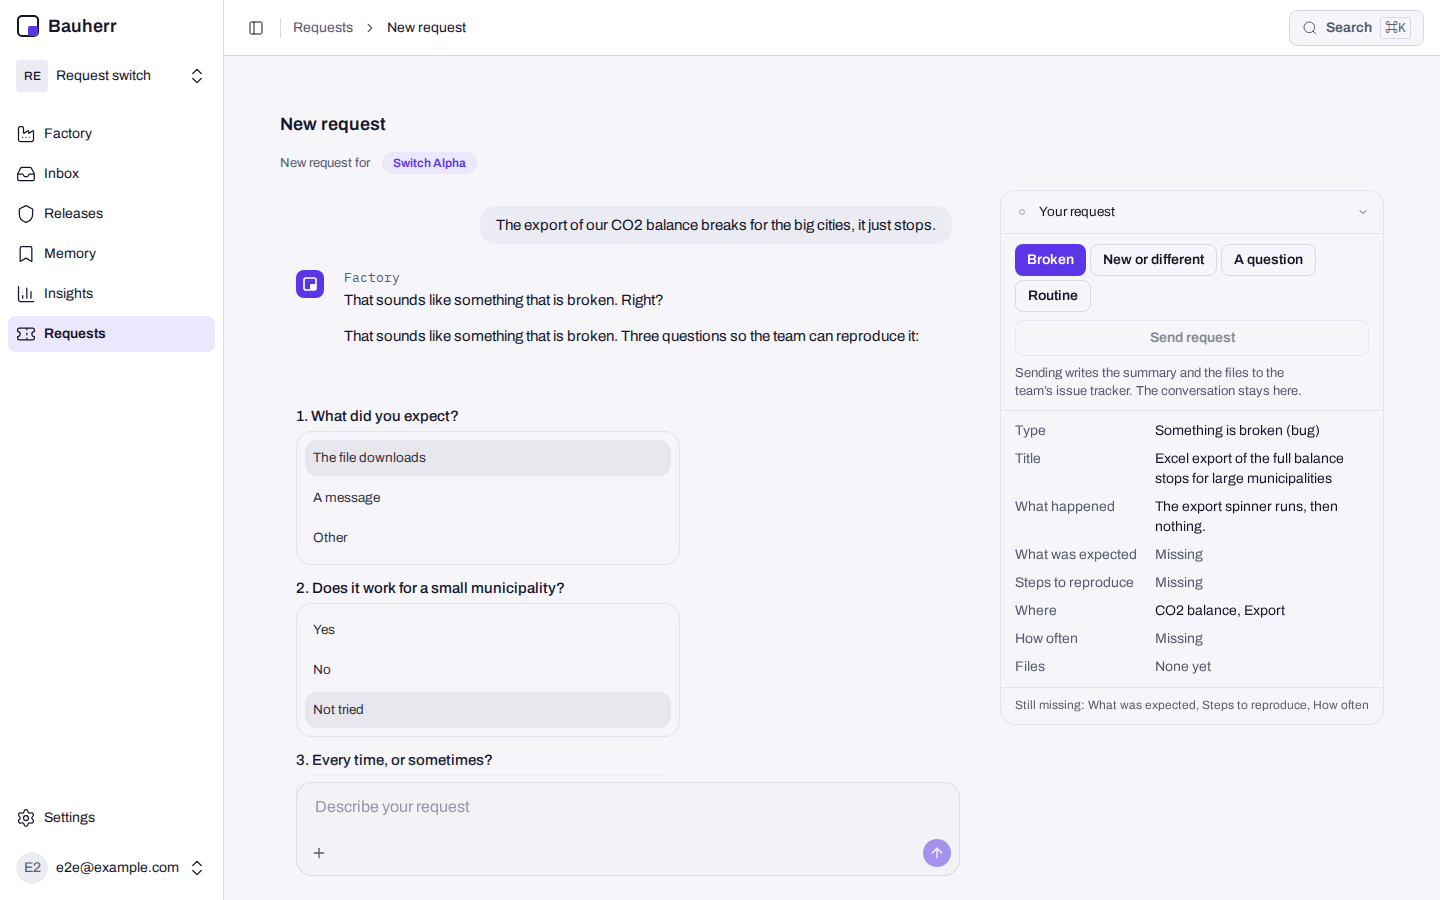 Bauherr
RE Request switch
Factory
Inbox
Releases
Memory
Insights
Requests
Settings
E2 e2e@example.com
Requests New request
Search ⌘K
New request
New request for Switch Alpha
The export of our CO2 balance breaks for the big cities, it just stops.
Factory
That sounds like something that is broken. Right?
That sounds like something that is broken. Three questions so the team can reproduce it:
1. What did you expect?
The file downloads
A message
Other
2. Does it work for a small municipality?
Yes
No
Not tried
3. Every time, or sometimes?
Describe your request
Your request
Broken New or different A question
Routine
Send request
Sending writes the summary and the files to the
team's issue tracker. The conversation stays here.
Type Something is broken (bug)
Title Excel export of the full balance
stops for large municipalities
What happened The export spinner runs, then
nothing.
What was expected Missing
Steps to reproduce Missing
Where CO2 balance, Export
How often Missing
Files None yet
Still missing: What was expected, Steps to reproduce, How often